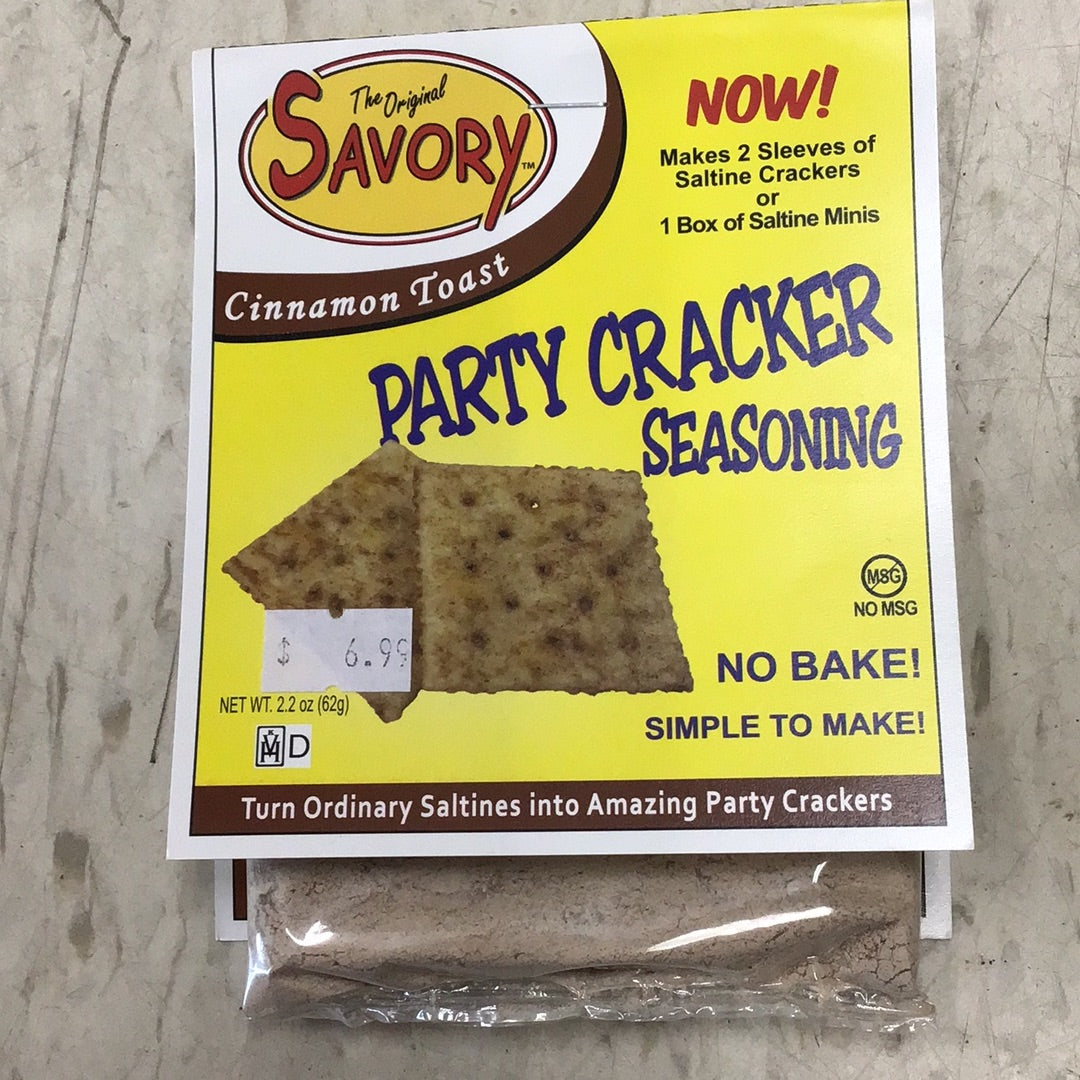 The Original
SAVORY™
Cinnamon Toast
NOW!
Makes 2 Sleeves of
Saltine Crackers
or
1 Box of Saltine Minis
PARTY CRACKER
SEASONING
MSG
NO MSG
$ 6.99
NO BAKE!
NET WT. 2.2 oz (62g)
SIMPLE TO MAKE!
D
Turn Ordinary Saltines into Amazing Party Crackers